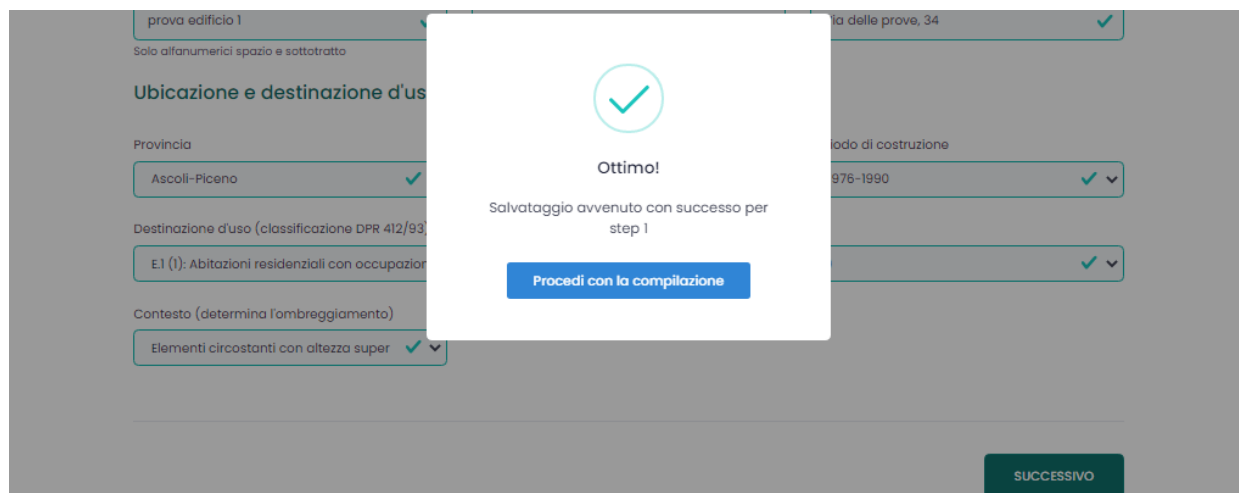 prova edificio 1
ia delle prove, 34
Solo alfanumerici spazio e sottotratto
Ubicazione e destinazione d'us
Provincia
iodo di costruzione
Ascoli-Piceno
976-1990
Destinazione d'uso (classificazione DPR 412/93)
E.1 (1): Abitazioni residenziali con occupazion
Contesto (determina l'ombreggiamento)
Elementi circostanti con altezza super
Ottimo!
Salvataggio avvenuto con successo per
step 1
Procedi con la compilazione
SUCCESSIVO